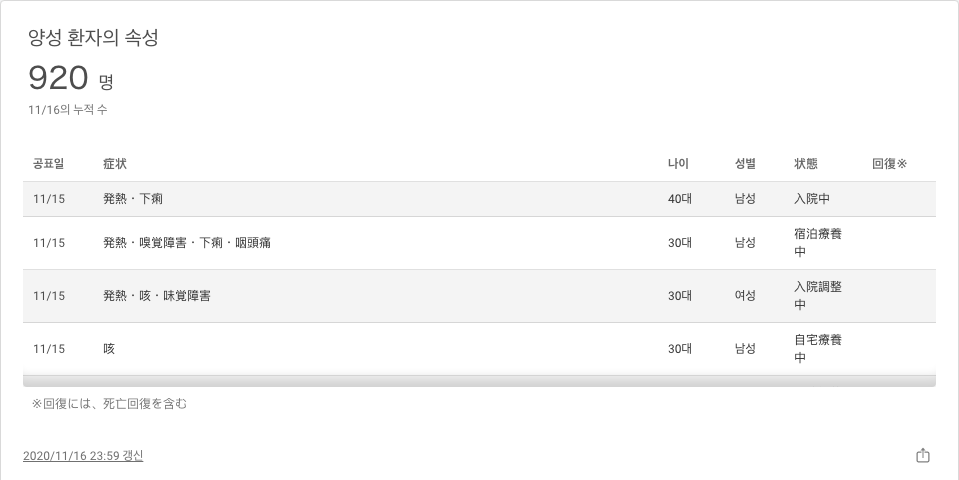 양성 환자의 속성
920 명
11/16의 누적 수
공표일 症状 나이 성별 状態 回復※
11/15 発熱・下痢 40대 남성 入院中
11/15 発熱・嗅覚障害・下痢・咽頭痛 30대 남성 宿泊療養
中
11/15 発熱・咳・味覚障害 30대 여성 入院調整
中
11/15 咳 30대 남성 自宅療養
中
※回復には、死亡回復を含む
2020/11/16 23:59 갱신